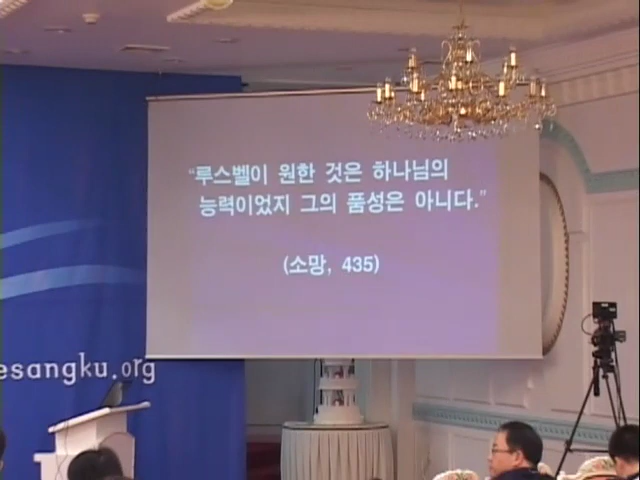 “루스벨이 원한 것은 하나님의
능력이었지 그의 품성은 아니다.”
(소망, 435)
esangku.org